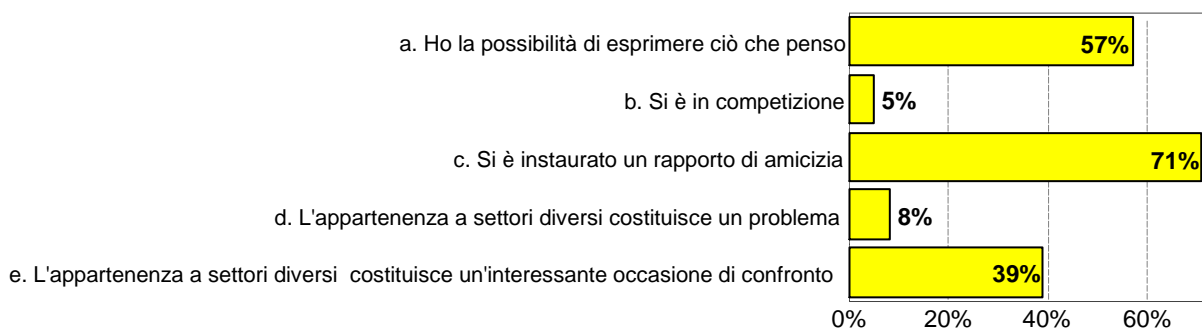 a. Ho la possibilità di esprimere ciò che penso 57%
b. Si è in competizione 5%
c. Si è instaurato un rapporto di amicizia 71%
d. L'appartenenza a settori diversi costituisce un problema 8%
e. L'appartenenza a settori diversi  costituisce un'interessante occasione di confronto 39%
0% 20% 40% 60%